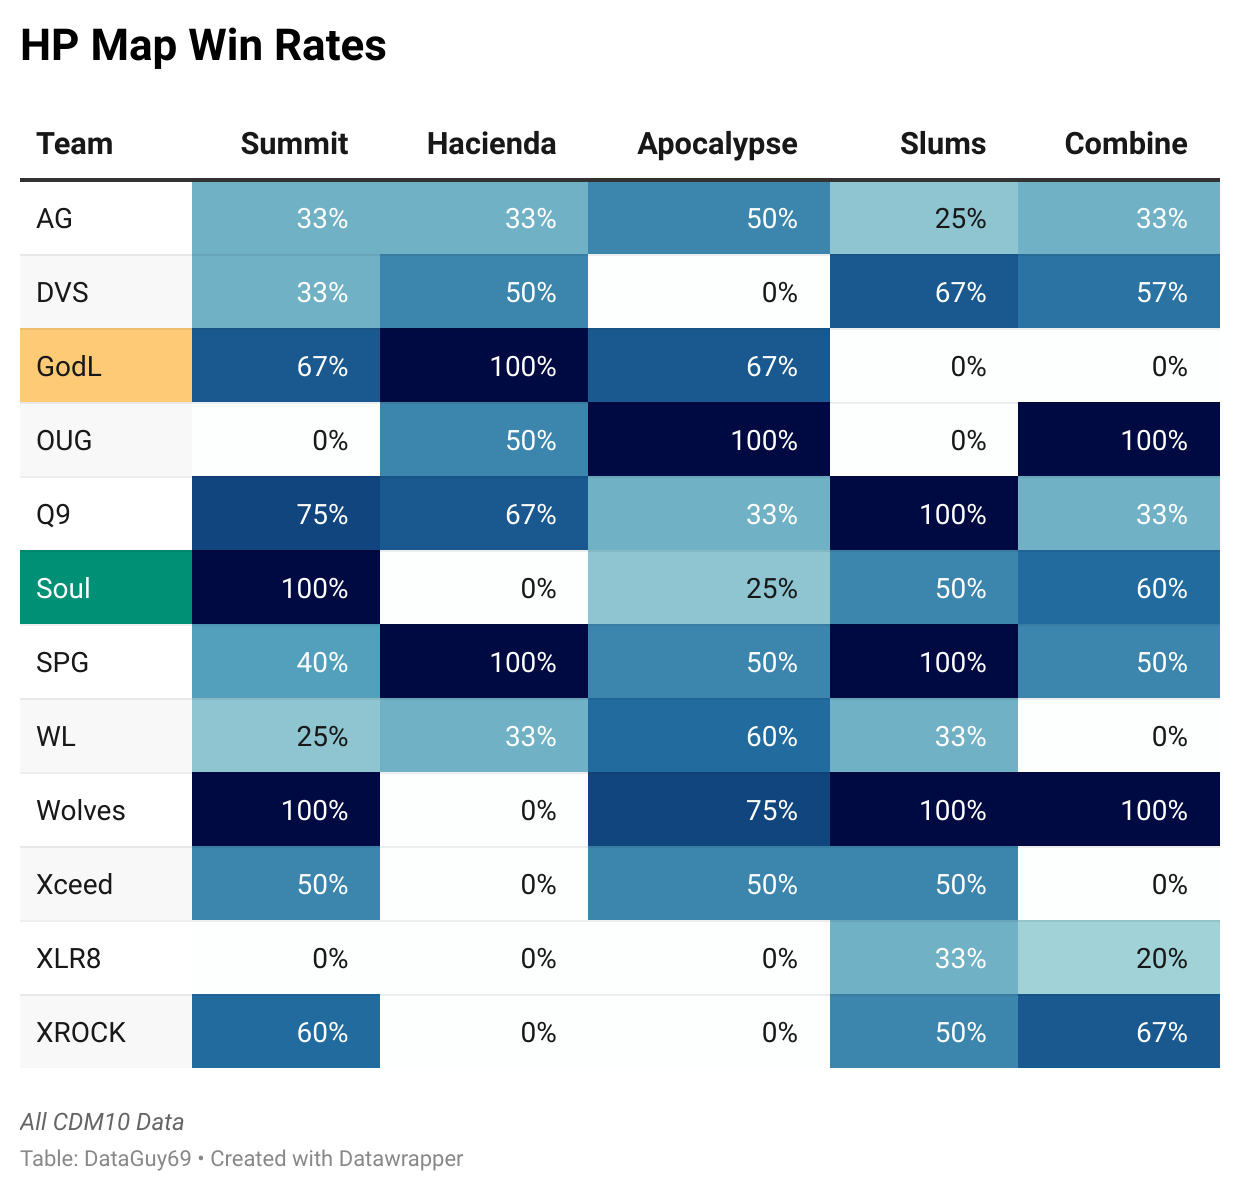 HP Map Win Rates
Team Summit Hacienda Apocalypse Slums Combine
AG 33% 33% 50% 25% 33%
DVS 33% 50% 0% 67% 57%
GodL 67% 100% 67% 0% 0%
OUG 0% 50% 100% 0% 100%
Q9 75% 67% 33% 100% 33%
Soul 100% 0% 25% 50% 60%
SPG 40% 100% 50% 100% 50%
WL 25% 33% 60% 33% 0%
Wolves 100% 0% 75% 100% 100%
Xceed 50% 0% 50% 50% 0%
XLR8 0% 0% 0% 33% 20%
XROCK 60% 0% 0% 50% 67%
All CDM10 Data
Table: DataGuy69 • Created with Datawrapper